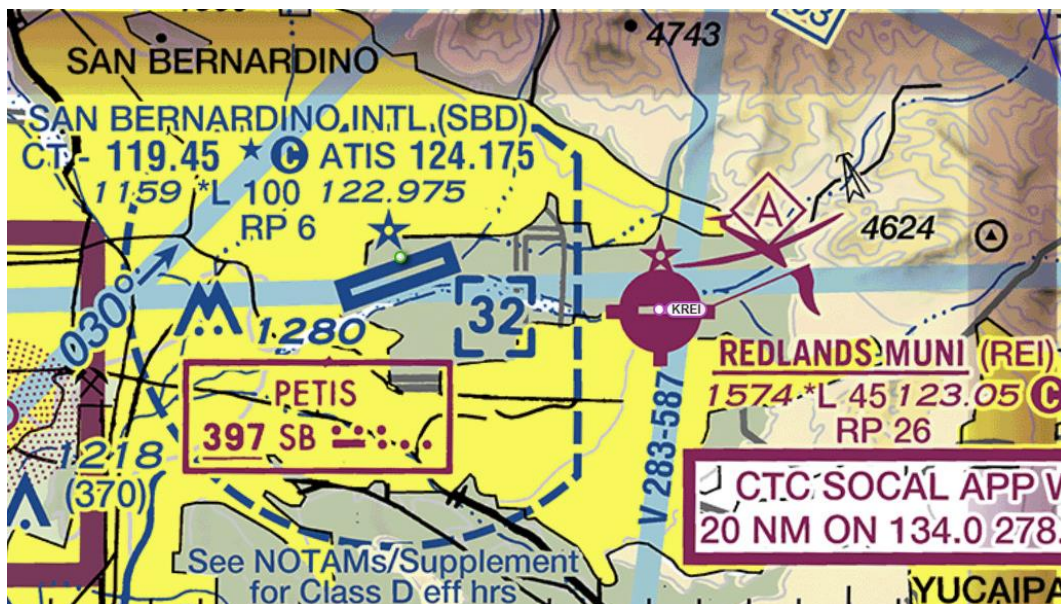 4743
SAN BERNARDINO
SAN BERNARDINO INTL (SBD)
CT - 119.45 ★ C ATIS 124.175
1159 *L 100 122.975
RP 6
A
4624
030°
32
KREI
1280
REDLANDS MUNI (REI)
1574 *L 45 123.05 C
RP 26
PETIS
397 SB
V 283-587
1218
(370)
CTC SOCAL APP
20 NM ON 134.0 278.
See NOTAMs/Supplement
for Class D eff hrs
YUCAIPA